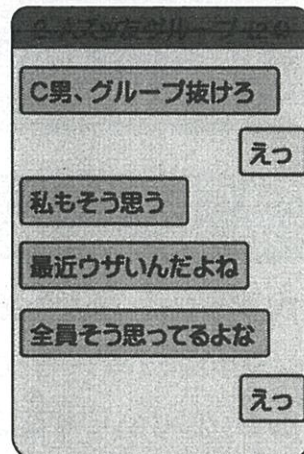 C男、グループ抜けろ
えっ
私もそう思う
最近ウザいんだよね
全員そう思ってるよな
えっ